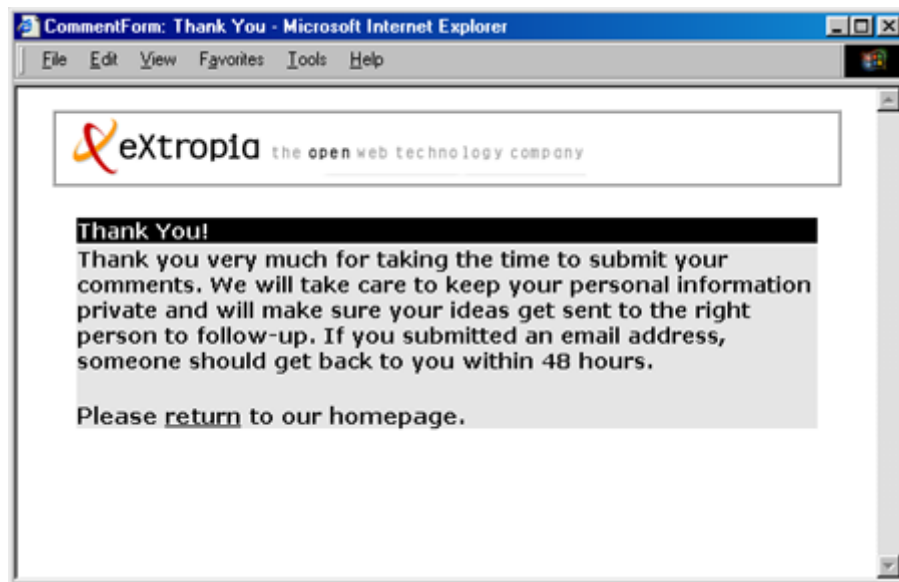 CommentForm: Thank You - Microsoft Internet Explorer
File Edit View Favorites Tools Help
eXtropia the open web technology company
Thank You!
Thank you very much for taking the time to submit your
comments. We will take care to keep your personal information
private and will make sure your ideas get sent to the right
person to follow-up. If you submitted an email address,
someone should get back to you within 48 hours.
Please return to our homepage.